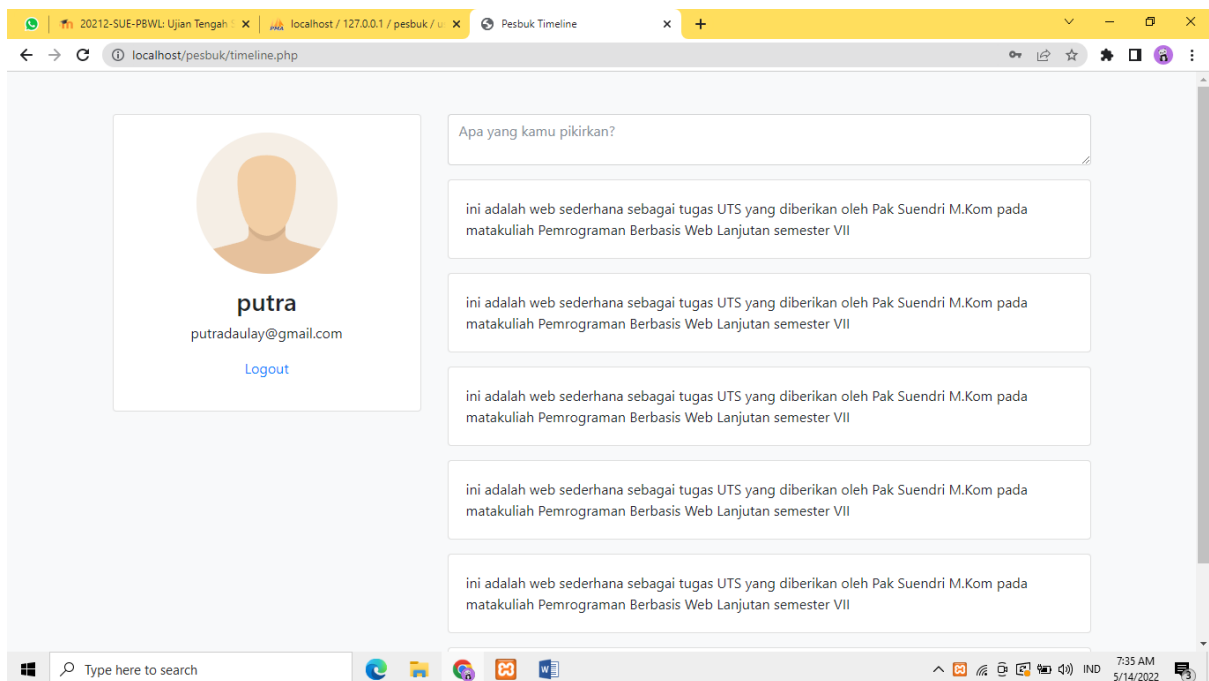 20212-SUE-PBWL: Ujian Tengah
localhost / 127.0.0.1 / pesbuk /
Pesbuk Timeline
localhost/pesbuk/timeline.php
Apa yang kamu pikirkan?
putra
putradaulay@gmail.com
Logout
ini adalah web sederhana sebagai tugas UTS yang diberikan oleh Pak Suendri M.Kom pada
matakuliah Pemrograman Berbasis Web Lanjutan semester VII
ini adalah web sederhana sebagai tugas UTS yang diberikan oleh Pak Suendri M.Kom pada
matakuliah Pemrograman Berbasis Web Lanjutan semester VII
ini adalah web sederhana sebagai tugas UTS yang diberikan oleh Pak Suendri M.Kom pada
matakuliah Pemrograman Berbasis Web Lanjutan semester VII
ini adalah web sederhana sebagai tugas UTS yang diberikan oleh Pak Suendri M.Kom pada
matakuliah Pemrograman Berbasis Web Lanjutan semester VII
ini adalah web sederhana sebagai tugas UTS yang diberikan oleh Pak Suendri M.Kom pada
matakuliah Pemrograman Berbasis Web Lanjutan semester VII
Type here to search
IND
7:35 AM
5/14/2022
3